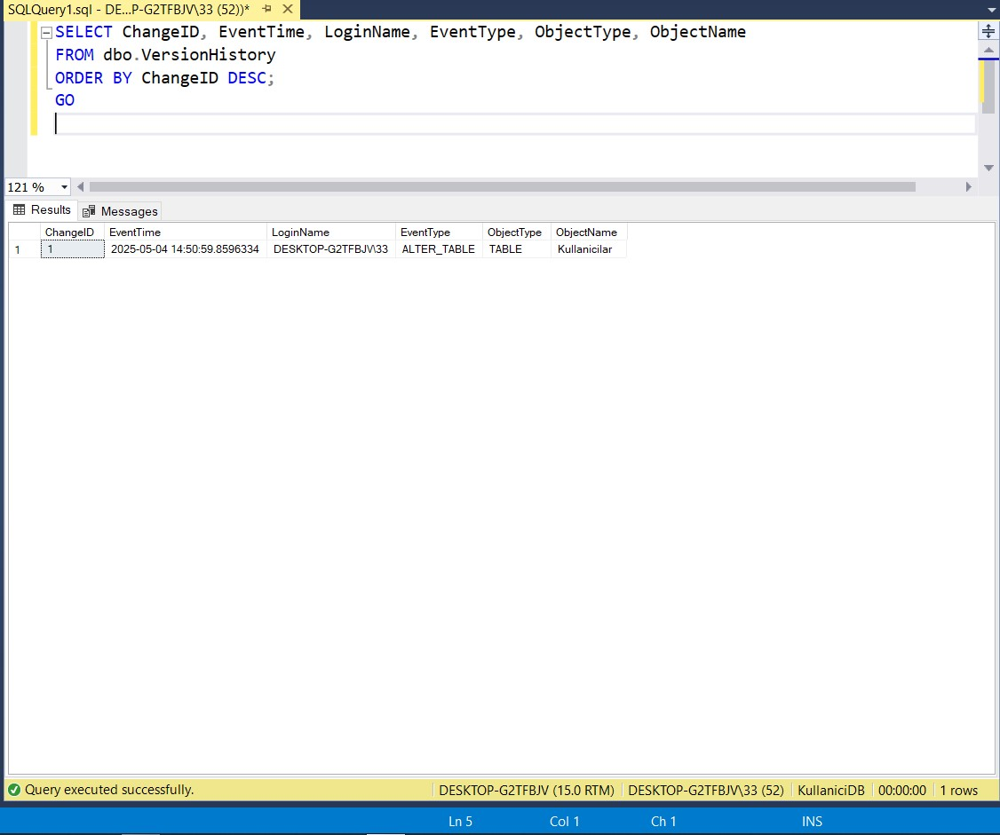 SQLQuery1.sql - DE...P-G2TFBJV\33 (52))*
SELECT ChangeID, EventTime, LoginName, EventType, ObjectType, ObjectName
FROM dbo.VersionHistory
ORDER BY ChangeID DESC;
GO
121 %
Results Messages
ChangeID EventTime LoginName EventType ObjectType ObjectName
1 1 2025-05-04 14:50:59.8596334 DESKTOP-G2TFBJV\33 ALTER_TABLE TABLE Kullanicilar
Query executed successfully. DESKTOP-G2TFBJV (15.0 RTM) DESKTOP-G2TFBJV\33 (52) KullaniciDB 00:00:00 1 rows
Ln 5 Col 1 Ch 1 INS